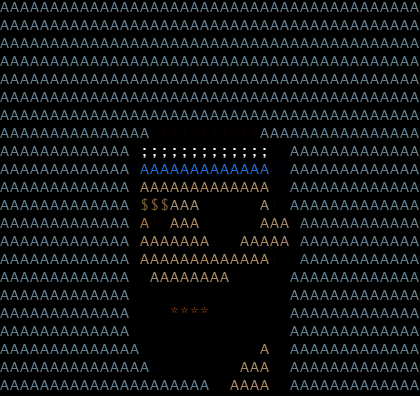 AAAAAAAAAAAAAAAAAAAAAAAAAAAAAAAAAAAAAAAAAA
AAAAAAAAAAAAAAAAAAAAAAAAAAAAAAAAAAAAAAAAAA
AAAAAAAAAAAAAAAAAAAAAAAAAAAAAAAAAAAAAAAAAA
AAAAAAAAAAAAAAAAAAAAAAAAAAAAAAAAAAAAAAAAAA
AAAAAAAAAAAAAAAAAAAAAAAAAAAAAAAAAAAAAAAAAA
AAAAAAAAAAAAAAAAAAAAAAAAAAAAAAAAAAAAAAAAAA
AAAAAAAAAAAAAAAAAAAAAAAAAAAAAAAAAAAAAAAAAA
AAAAAAAAAAAAAAA           AAAAAAAAAAAAAAAA
AAAAAAAAAAAAA ;;;;;;;;;;;;;  AAAAAAAAAAAAA
AAAAAAAAAAAAA AAAAAAAAAAAAA  AAAAAAAAAAAAA
AAAAAAAAAAAAA AAAAAAAAAAAAA  AAAAAAAAAAAAA
AAAAAAAAAAAAA $$$AAA      A  AAAAAAAAAAAAA
AAAAAAAAAAAAA A  AAA      AAA AAAAAAAAAAAA
AAAAAAAAAAAAA AAAAAAA   AAAAA AAAAAAAAAAAA
AAAAAAAAAAAAA AAAAAAAAAAAAA   AAAAAAAAAAAA
AAAAAAAAAAAAA  AAAAAAAA      AAAAAAAAAAAAA
AAAAAAAAAAAAA                AAAAAAAAAAAAA
AAAAAAAAAAAAA    ☆☆☆☆        AAAAAAAAAAAAA
AAAAAAAAAAAAA                AAAAAAAAAAAAA
AAAAAAAAAAAAAA            A  AAAAAAAAAAAAA
AAAAAAAAAAAAAAA         AAA  AAAAAAAAAAAAA
AAAAAAAAAAAAAAAAAAAAA  AAAA  AAAAAAAAAAAAA